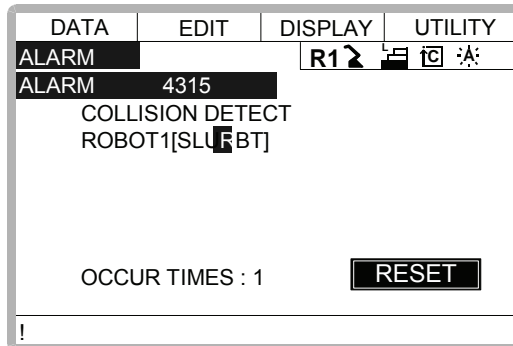 DATA EDIT DISPLAY UTILITY
ALARM R1 L C A
ALARM 4315
COLLISION DETECT
ROBOT1[SLURBT]
OCCUR TIMES : 1 RESET
!